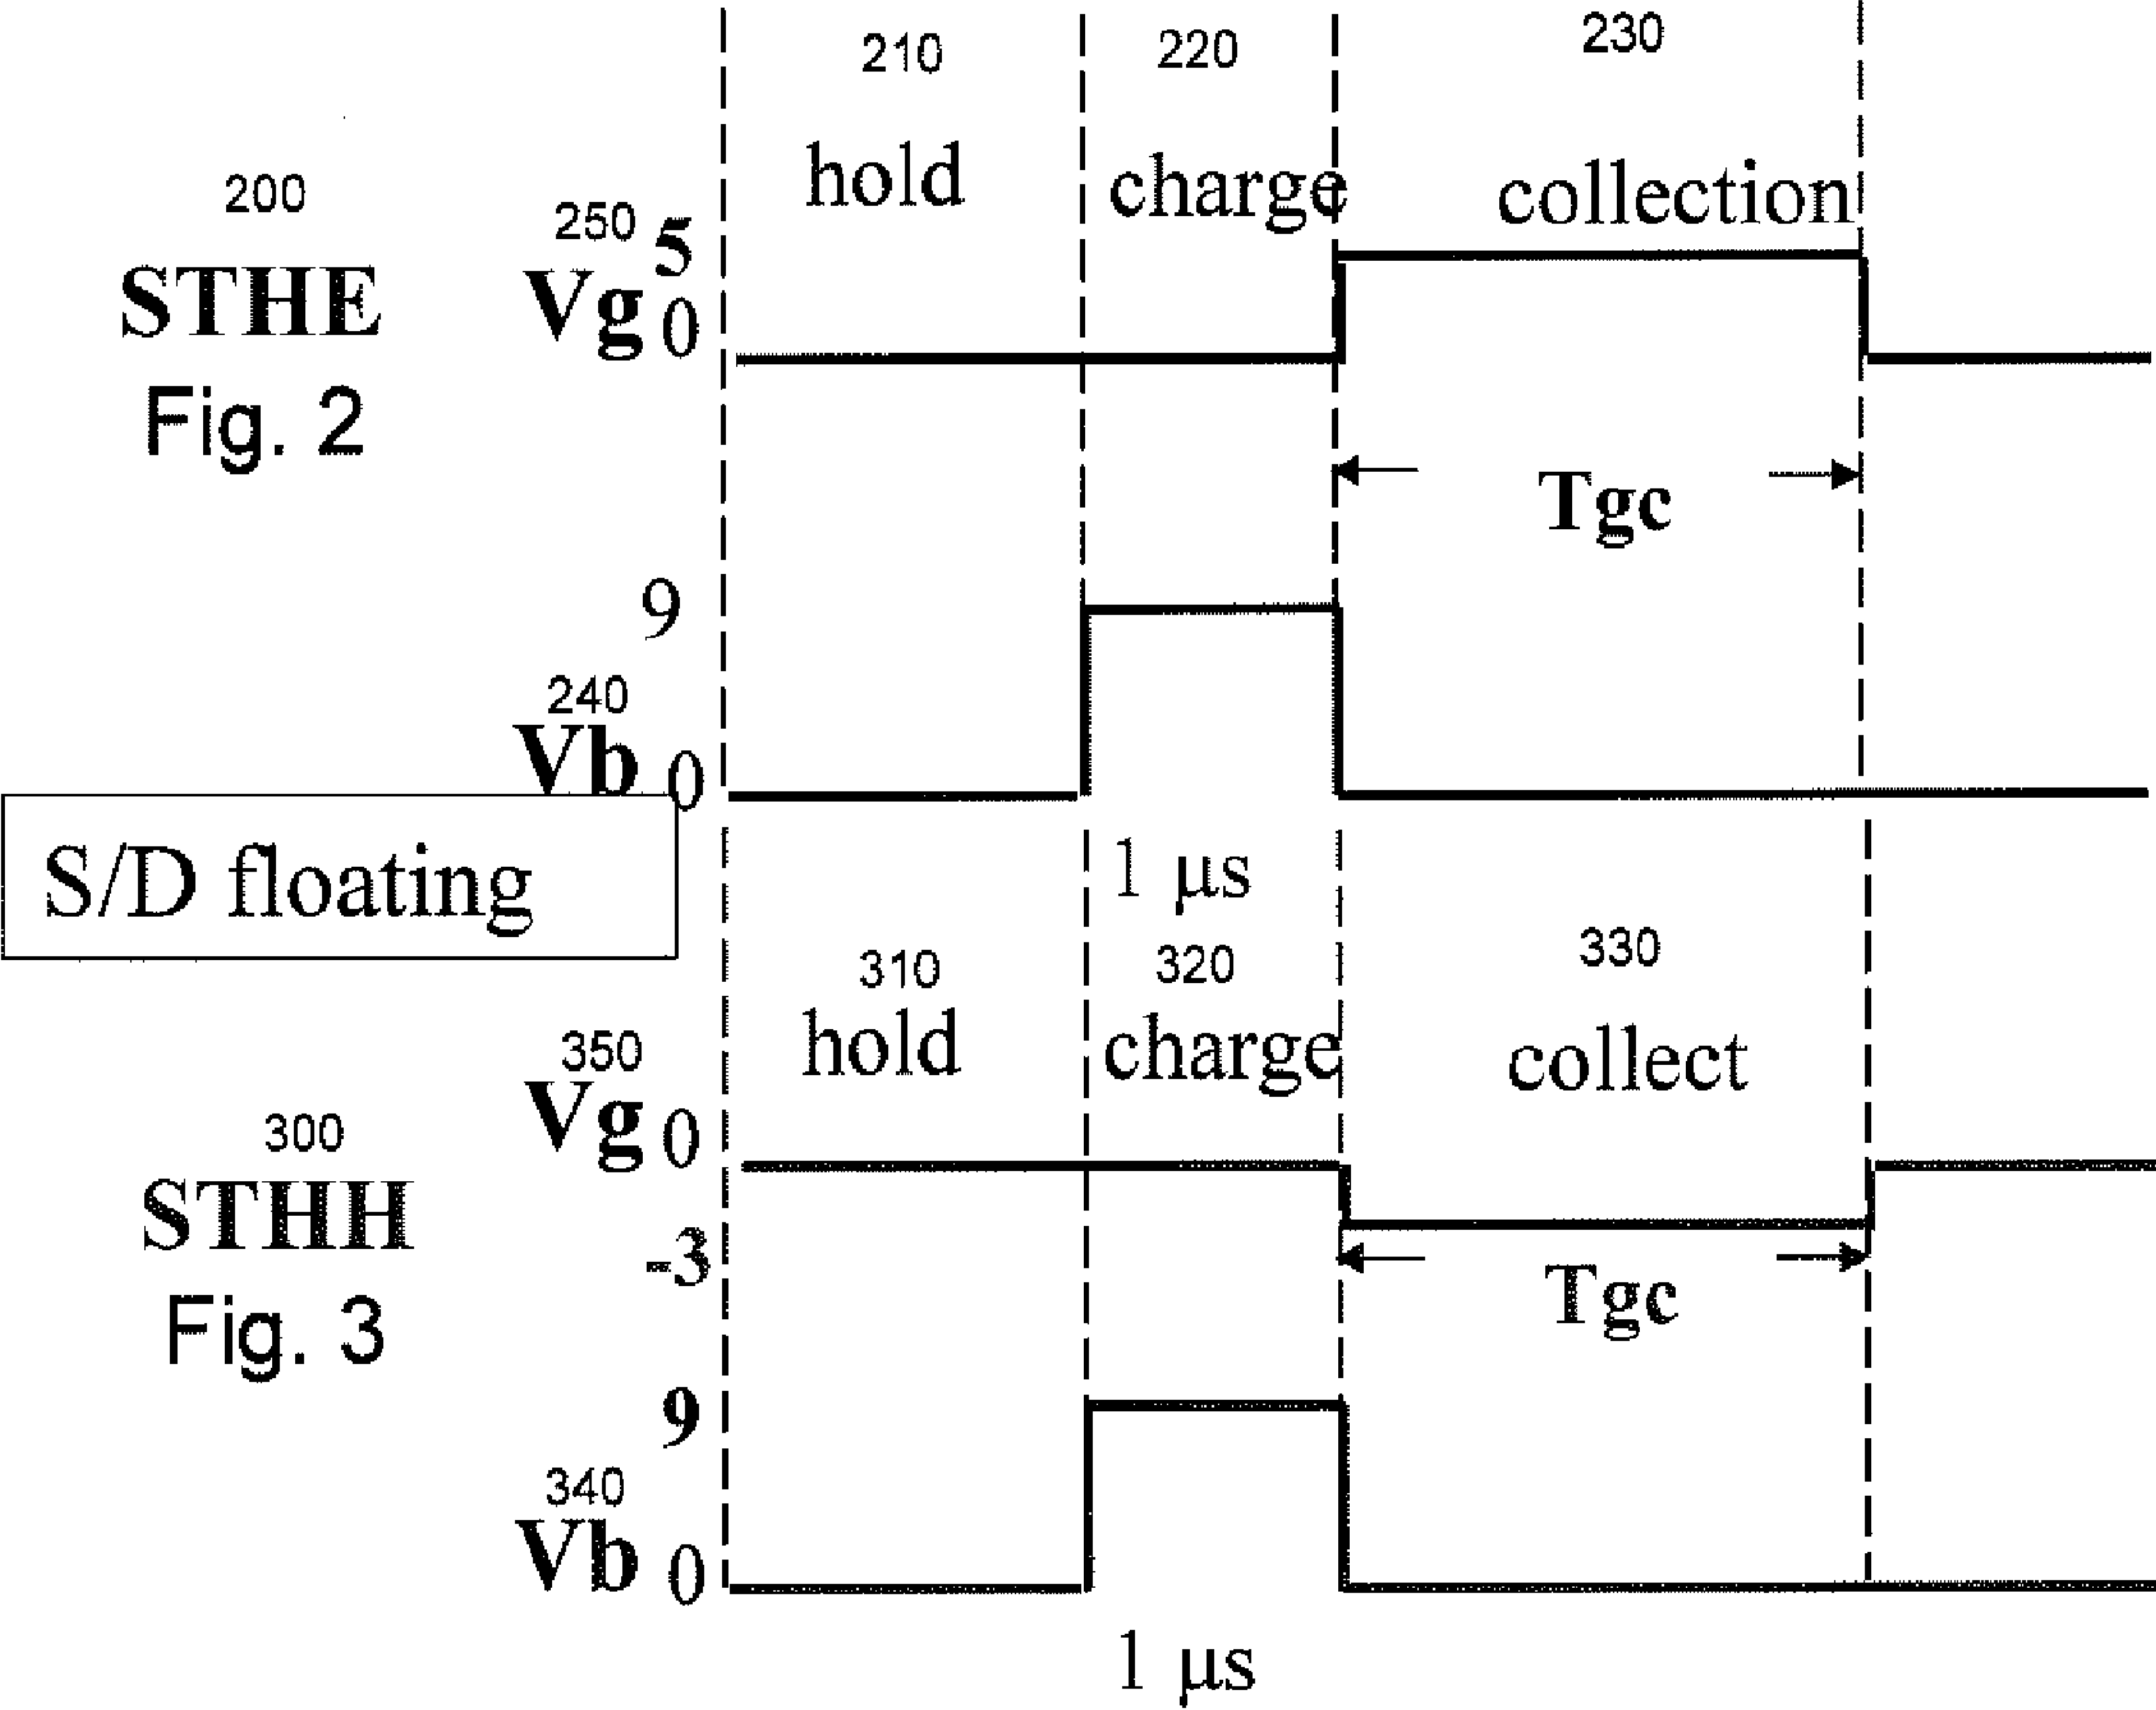 210
220
230
hold
charge
collection
200
250
5
STHE
Vg
0
Fig. 2
Tgc
9
240
Vb
0
S/D floating
1 μs
310
320
330
hold
charge
collect
350
Vg
0
300
STHH
-3
Tgc
Fig. 3
9
340
Vb
0
1 μs